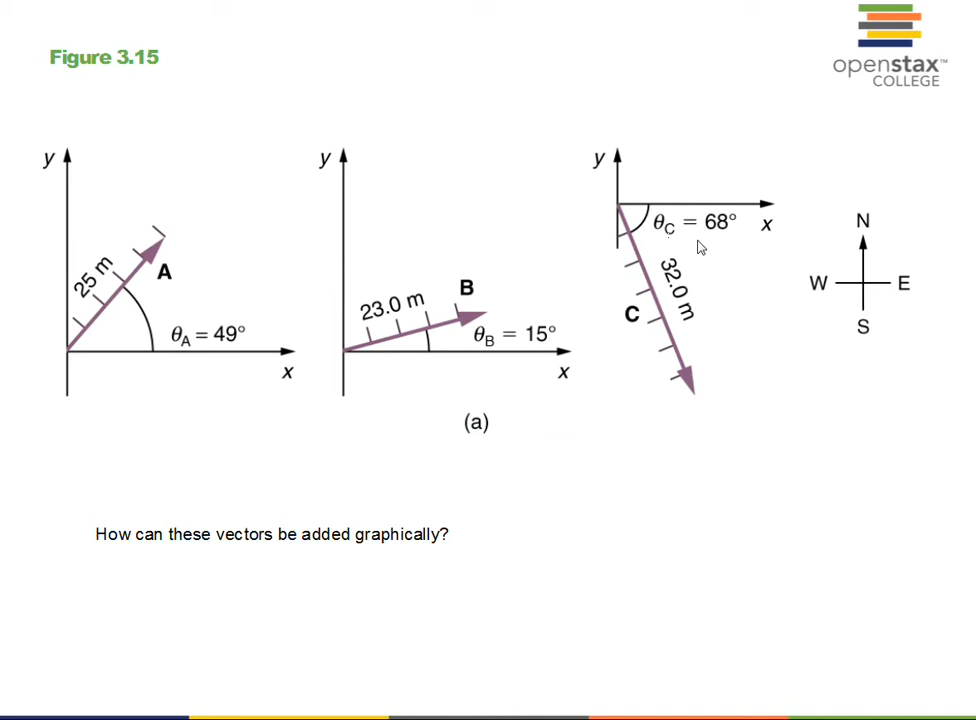 Figure 3.15
openstax™
COLLEGE
y
25 m
A
θA = 49°
x
y
23.0 m
B
θB = 15°
x
y
θC = 68°
x
32.0 m
C
N
W
E
S
(a)
How can these vectors be added graphically?